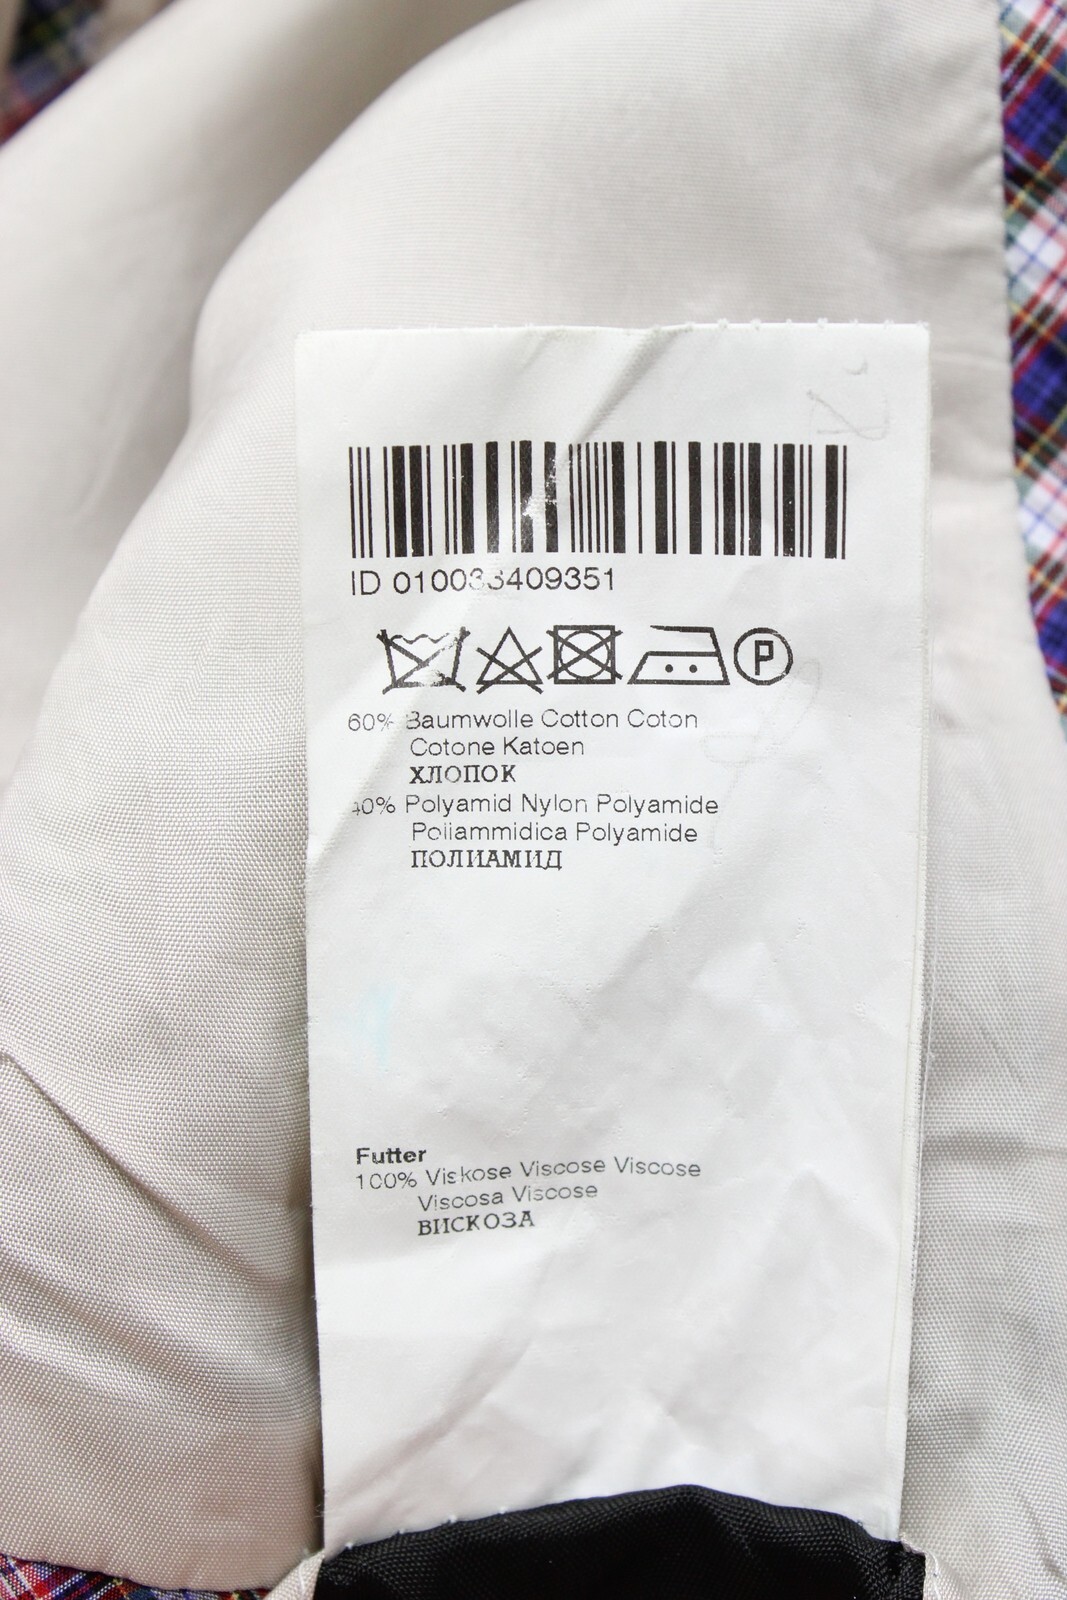 ID 010033409351
P
60% Baumwolle Cotton Coton
Cotone Katoen
ХЛОПОК
40% Polyamid Nylon Polyamide
Poliammidica Polyamide
ПОЛИАМИД
Futter
100% Viskose Viscose Viscose
Viscosa Viscose
ВИСКОЗА